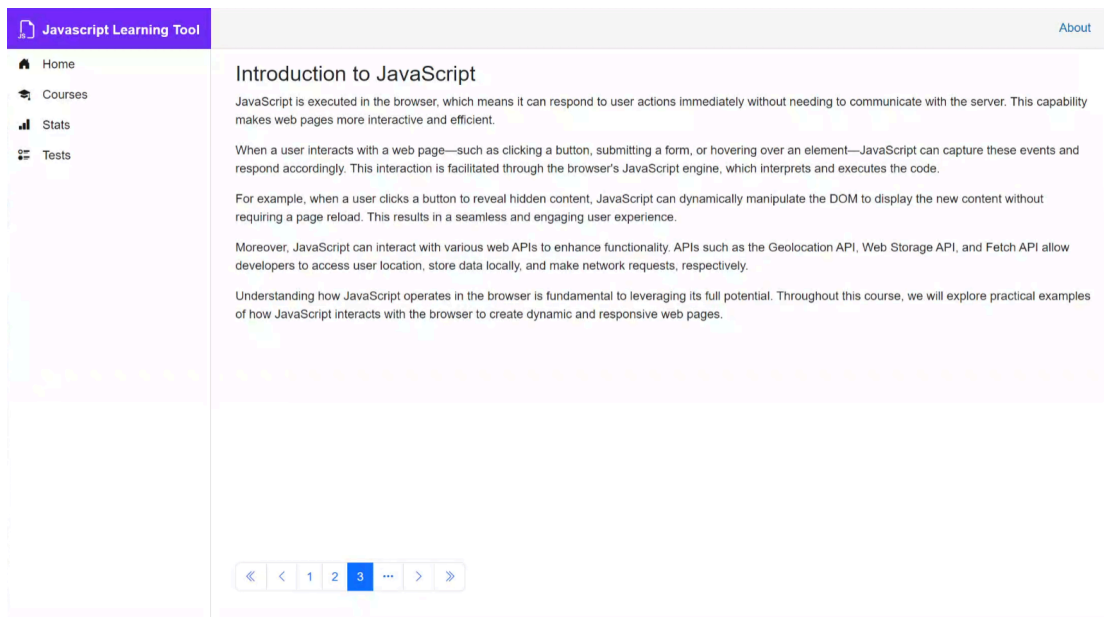 JS Javascript Learning Tool
About
Home
Courses
Stats
Tests
Introduction to JavaScript
JavaScript is executed in the browser, which means it can respond to user actions immediately without needing to communicate with the server. This capability
makes web pages more interactive and efficient.
When a user interacts with a web page—such as clicking a button, submitting a form, or hovering over an element—JavaScript can capture these events and
respond accordingly. This interaction is facilitated through the browser's JavaScript engine, which interprets and executes the code.
For example, when a user clicks a button to reveal hidden content, JavaScript can dynamically manipulate the DOM to display the new content without
requiring a page reload. This results in a seamless and engaging user experience.
Moreover, JavaScript can interact with various web APIs to enhance functionality. APIs such as the Geolocation API, Web Storage API, and Fetch API allow
developers to access user location, store data locally, and make network requests, respectively.
Understanding how JavaScript operates in the browser is fundamental to leveraging its full potential. Throughout this course, we will explore practical examples
of how JavaScript interacts with the browser to create dynamic and responsive web pages.
« < 1 2 3 ··· > »